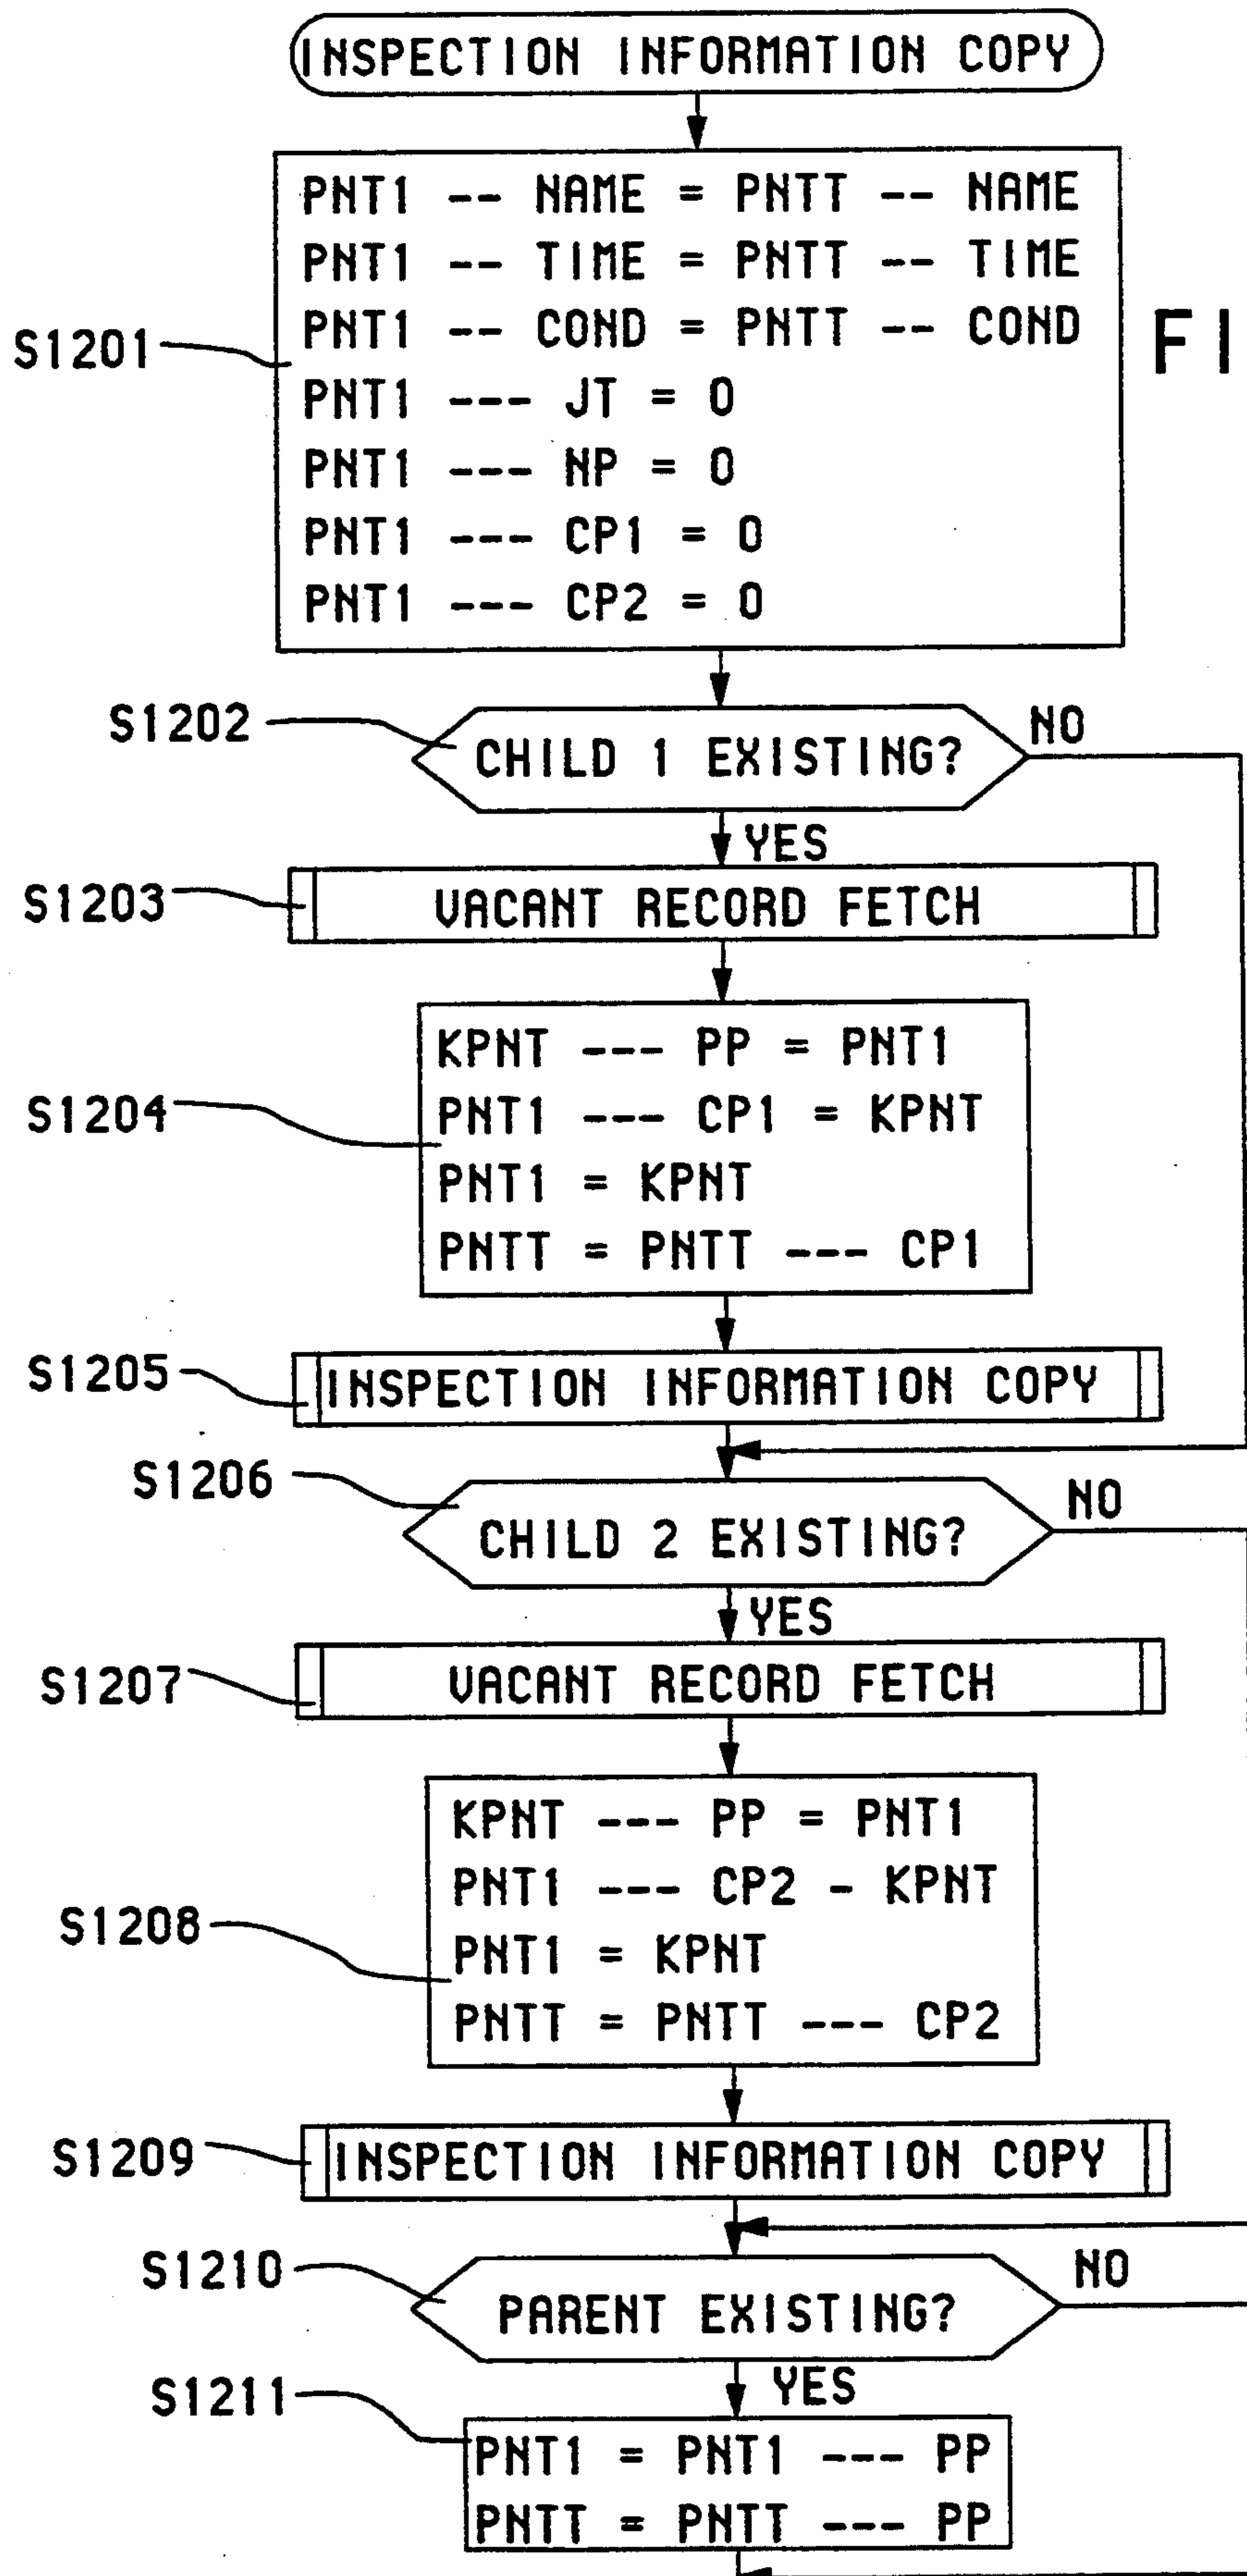 INSPECTION INFORMATION COPY
PNT1 -- NAME = PNTT -- NAME
PNT1 -- TIME = PNTT -- TIME
PNT1 -- COND = PNTT -- COND
S1201
FI
PNT1 --- JT = 0
PNT1 --- NP = 0
PNT1 --- CP1 = 0
PNT1 --- CP2 = 0
S1202
NO
CHILD 1 EXISTING?
YES
S1203
VACANT RECORD FETCH
KPNT --- PP = PNT1
S1204
PNT1 --- CP1 = KPNT
PNT1 = KPNT
PNTT = PNTT --- CP1
S1205
INSPECTION INFORMATION COPY
S1206
NO
CHILD 2 EXISTING?
YES
S1207
VACANT RECORD FETCH
KPNT --- PP = PNT1
PNT1 --- CP2 - KPNT
S1208
PNT1 = KPNT
PNTT = PNTT --- CP2
S1209
INSPECTION INFORMATION COPY
S1210
NO
PARENT EXISTING?
YES
S1211
PNT1 = PNT1 --- PP
PNTT = PNTT --- PP